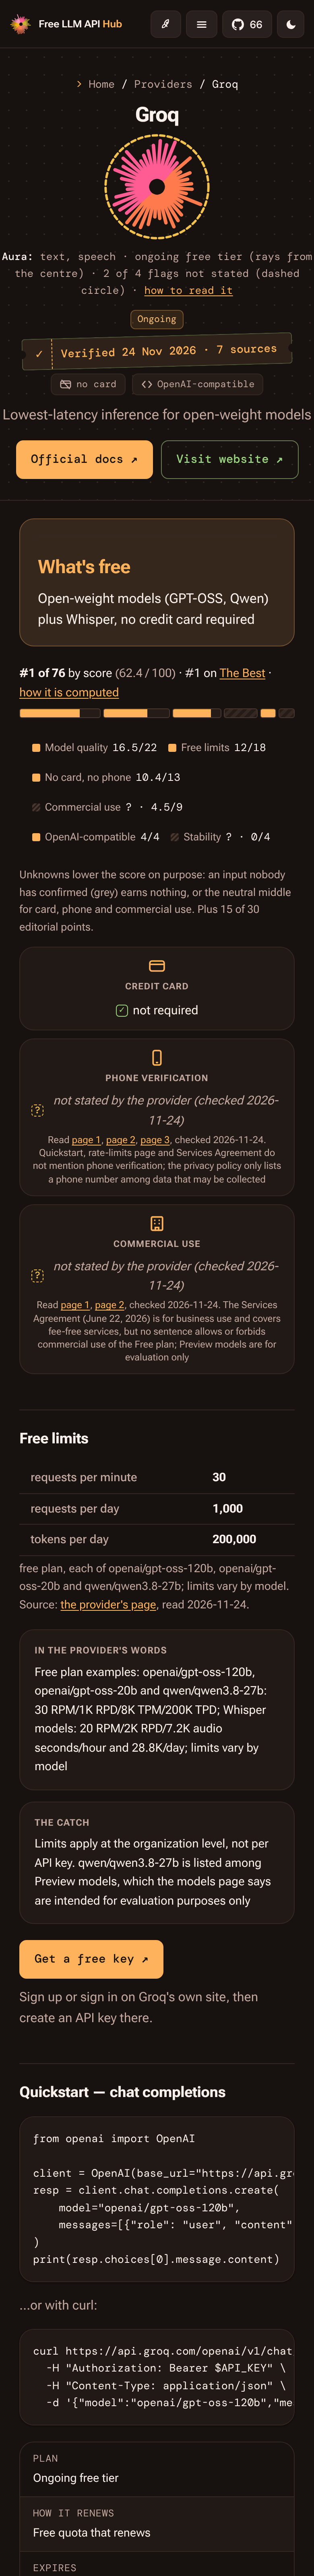 Free LLM API Hub
66
> Home / Providers / Groq
Groq
Aura: text, speech · ongoing free tier (rays from
the centre) · 2 of 4 flags not stated (dashed
circle) · how to read it
Ongoing
✓ Verified 24 Nov 2026 · 7 sources
no card
OpenAI-compatible
Lowest-latency inference for open-weight models
Official docs ↗
Visit website ↗
What's free
Open-weight models (GPT-OSS, Qwen)
plus Whisper, no credit card required
#1 of 76 by score (62.4 / 100) · #1 on The Best ·
how it is computed
Model quality 16.5/22 Free limits 12/18
No card, no phone 10.4/13
Commercial use ? · 4.5/9
OpenAI-compatible 4/4 Stability ? · 0/4
Unknowns lower the score on purpose: an input nobody
has confirmed (grey) earns nothing, or the neutral middle
for card, phone and commercial use. Plus 15 of 30
editorial points.
CREDIT CARD
✓ not required
PHONE VERIFICATION
? not stated by the provider (checked 2026-
11-24)
Read page 1, page 2, page 3, checked 2026-11-24.
Quickstart, rate-limits page and Services Agreement do
not mention phone verification; the privacy policy only lists
a phone number among data that may be collected
COMMERCIAL USE
? not stated by the provider (checked 2026-
11-24)
Read page 1, page 2, checked 2026-11-24. The Services
Agreement (June 22, 2026) is for business use and covers
fee-free services, but no sentence allows or forbids
commercial use of the Free plan; Preview models are for
evaluation only
Free limits
requests per minute 30
requests per day 1,000
tokens per day 200,000
free plan, each of openai/gpt-oss-120b, openai/gpt-
oss-20b and qwen/qwen3.8-27b; limits vary by model.
Source: the provider's page, read 2026-11-24.
IN THE PROVIDER'S WORDS
Free plan examples: openai/gpt-oss-120b,
openai/gpt-oss-20b and qwen/qwen3.8-27b:
30 RPM/1K RPD/8K TPM/200K TPD; Whisper
models: 20 RPM/2K RPD/7.2K audio
seconds/hour and 28.8K/day; limits vary by
model
THE CATCH
Limits apply at the organization level, not per
API key. qwen/qwen3.8-27b is listed among
Preview models, which the models page says
are intended for evaluation purposes only
Get a free key ↗
Sign up or sign in on Groq's own site, then
create an API key there.
Quickstart — chat completions
from openai import OpenAI
client = OpenAI(base_url="https://api.gro
resp = client.chat.completions.create(
model="openai/gpt-oss-120b",
messages=[{"role": "user", "content"
)
print(resp.choices[0].message.content)
…or with curl:
curl https://api.groq.com/openai/v1/chat
-H "Authorization: Bearer $API_KEY" \
-H "Content-Type: application/json" \
-d '{"model":"openai/gpt-oss-120b","me
PLAN
Ongoing free tier
HOW IT RENEWS
Free quota that renews
EXPIRES